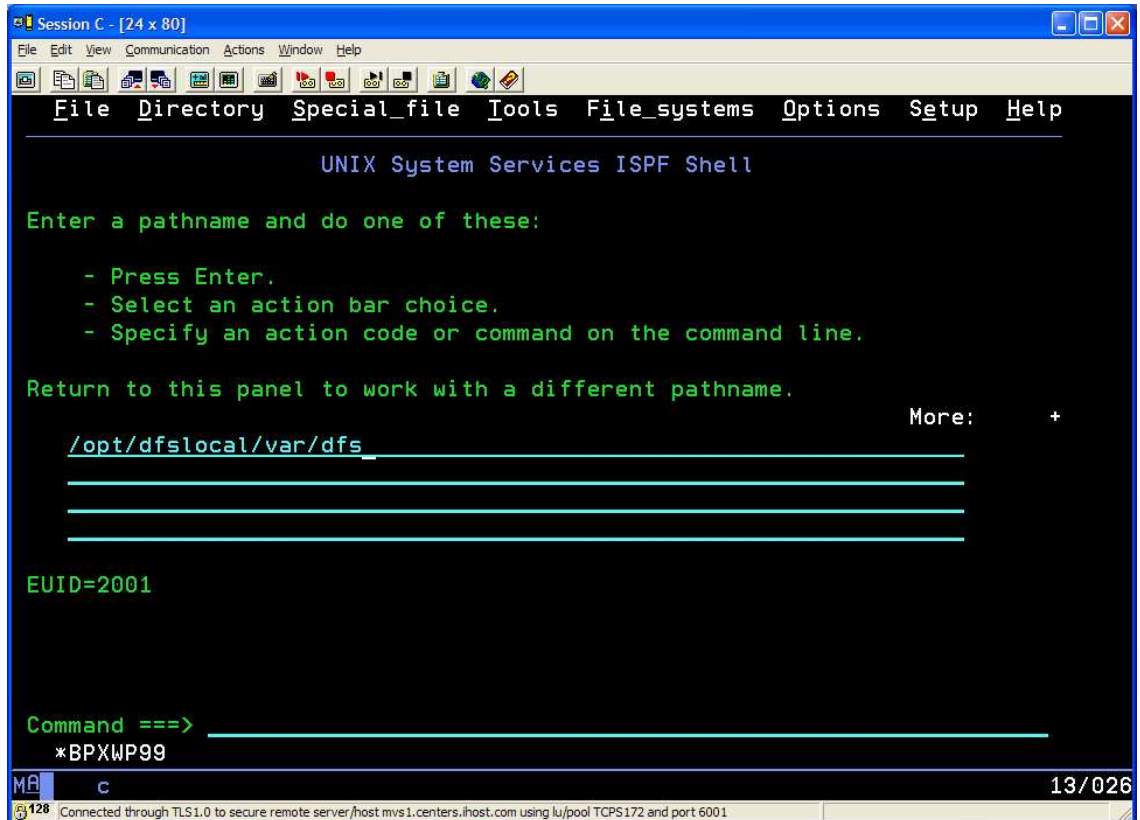 Session C - [24 x 80]
File Edit View Communication Actions Window Help
File Directory Special_file Tools File_systems Options Setup Help
UNIX System Services ISPF Shell
Enter a pathname and do one of these:
- Press Enter.
- Select an action bar choice.
- Specify an action code or command on the command line.
Return to this panel to work with a different pathname.
More: +
/opt/dfslocal/var/dfs_
EUID=2001
Command ===>
*BPXWP99
MA c 13/026
128 Connected through TLS1.0 to secure remote server/host mvs1.centers.ihost.com using lu/pool TCPS172 and port 6001